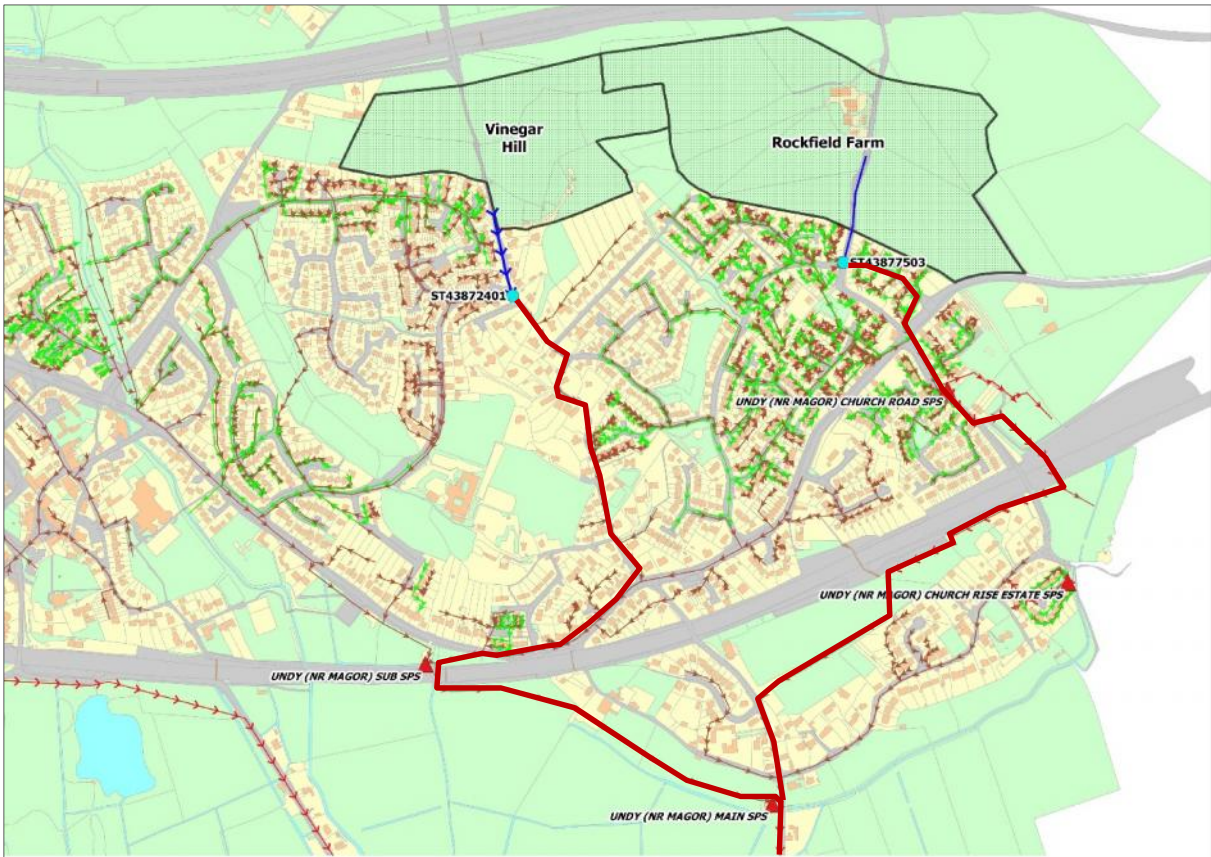 Vinegar
Hill
Rockfield Farm
ST43877503
ST43872401
UNDY (NR MAGOR) CHURCH ROAD SPS
UNDY (NR MAGOR) CHURCH RISE ESTATE SPS
UNDY (NR MAGOR) SUB SPS
UNDY (NR MAGOR) MAIN SPS